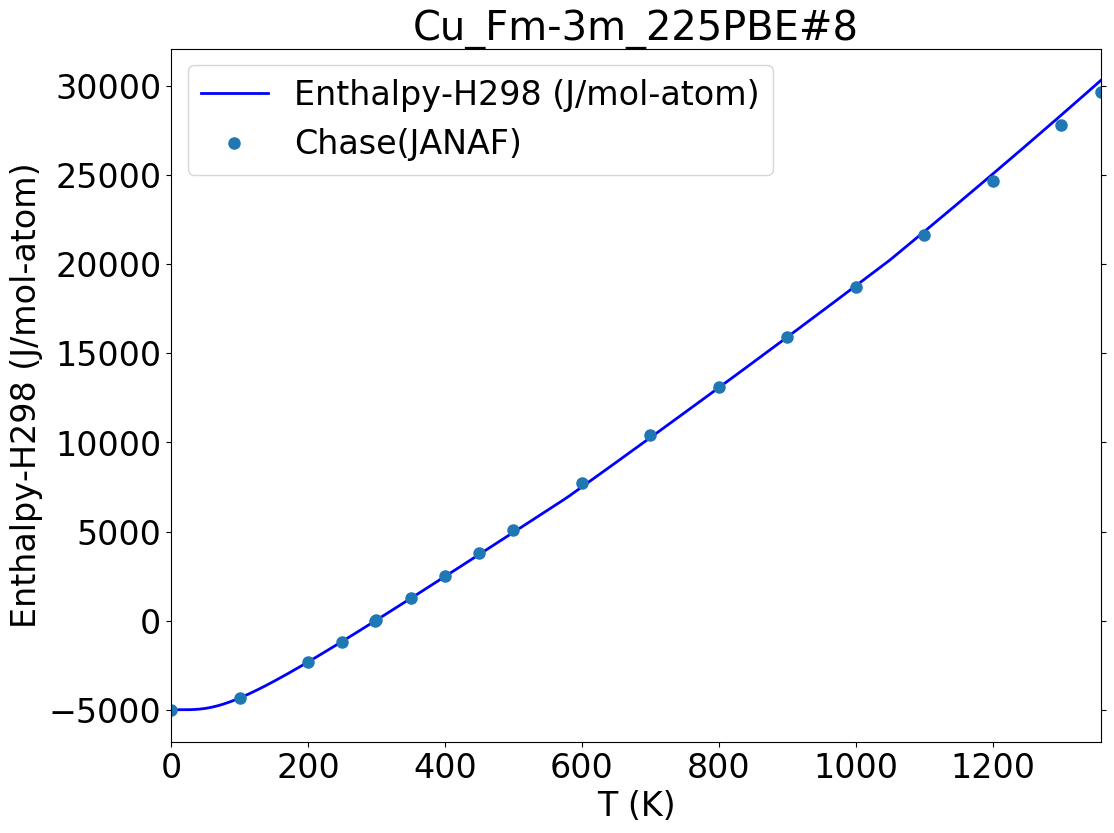 Cu_Fm-3m_225PBE#8
Enthalpy-H298 (J/mol-atom)
Chase(JANAF)
Enthalpy-H298 (J/mol-atom)
30000
25000
20000
15000
10000
5000
0
−5000
0 200 400 600 800 1000 1200
T (K)